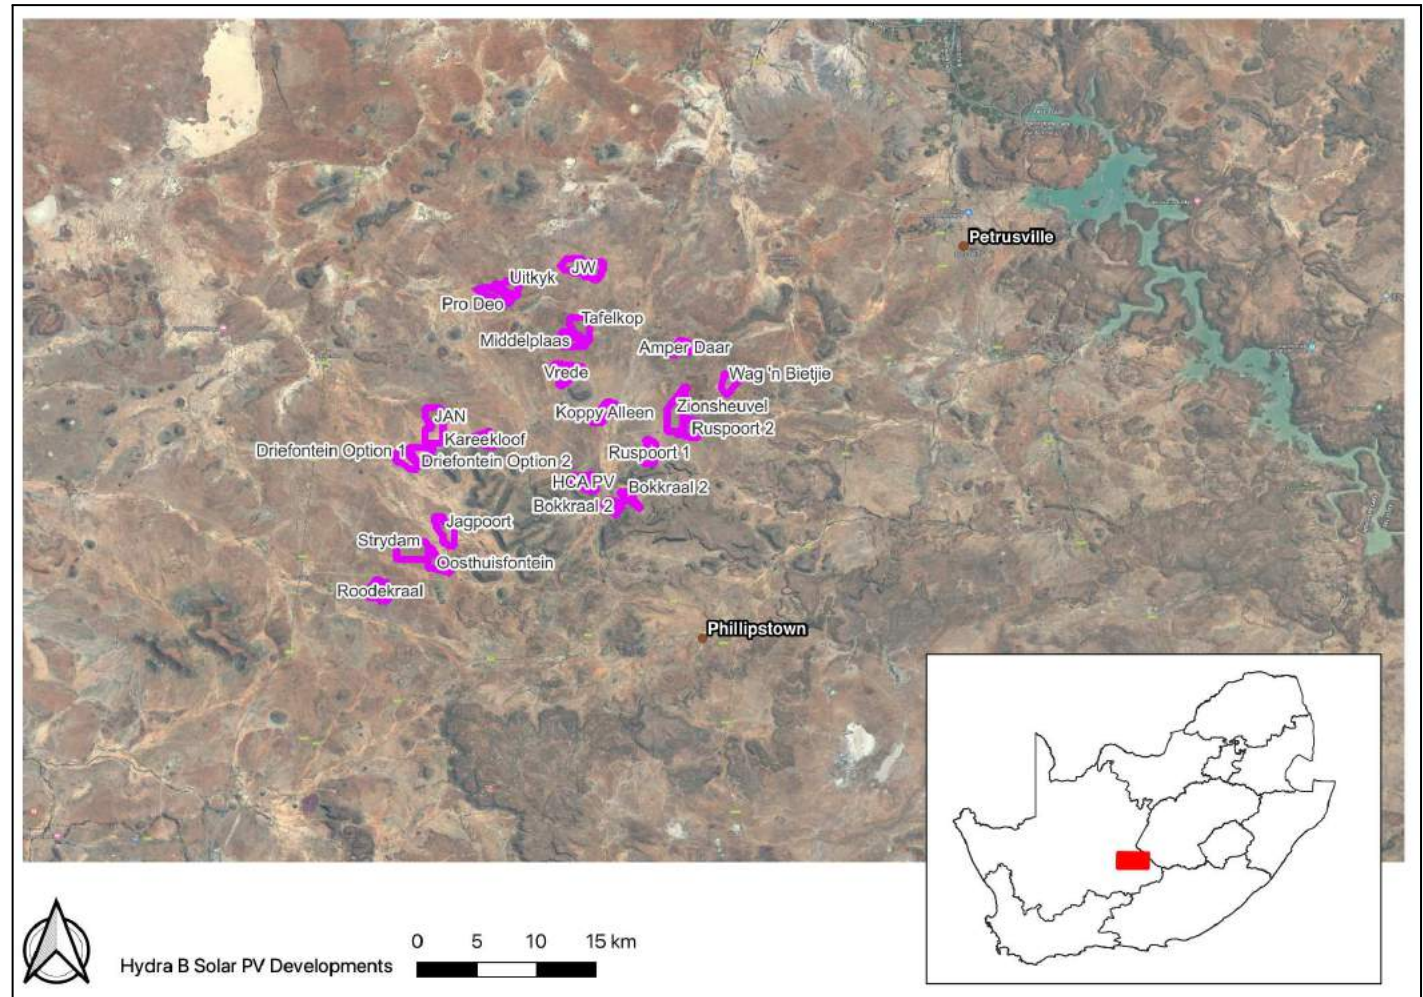 Petrusville
JW
Uitkyk
Pro Deo
Tafelkop
Middelplaas
Amper Daar
Vrede
Wag 'n Bietjie
Koppy Alleen
Zionsheuvel
JAN
Ruspoort 2
Kareekloof
Driefontein Option 1
Ruspoort 1
Driefontein Option 2
HCA PV
Bokkraal 2
Bokkraal 2
Jagpoort
Strydam
Oosthuisfontein
Roodekraal
Phillipstown
0 5 10 15 km
Hydra B Solar PV Developments